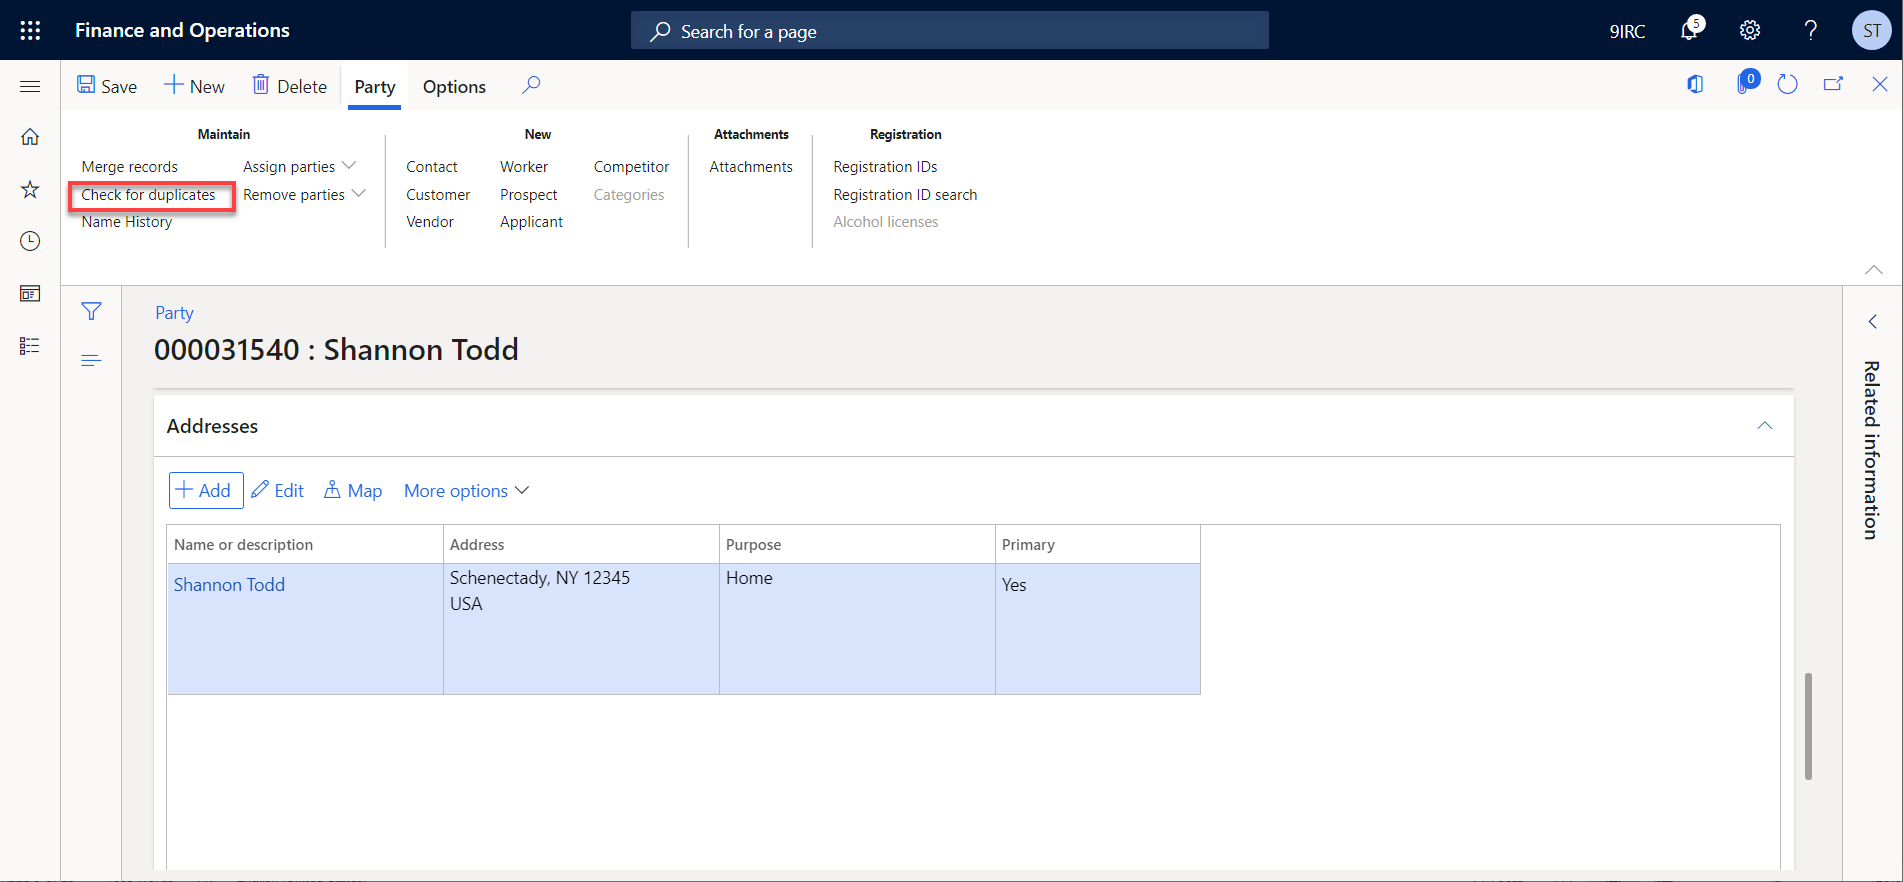 Finance and Operations
Search for a page
9IRC
5
ST
Save
New
Delete
Party
Options
0
Maintain
Merge records
Assign parties
Check for duplicates
Remove parties
Name History
New
Contact
Worker
Competitor
Customer
Prospect
Categories
Vendor
Applicant
Attachments
Attachments
Registration
Registration IDs
Registration ID search
Alcohol licenses
Party
000031540 : Shannon Todd
Related information
Addresses
Add
Edit
Map
More options
Name or description
Address
Purpose
Primary
Shannon Todd
Schenectady, NY 12345
USA
Home
Yes